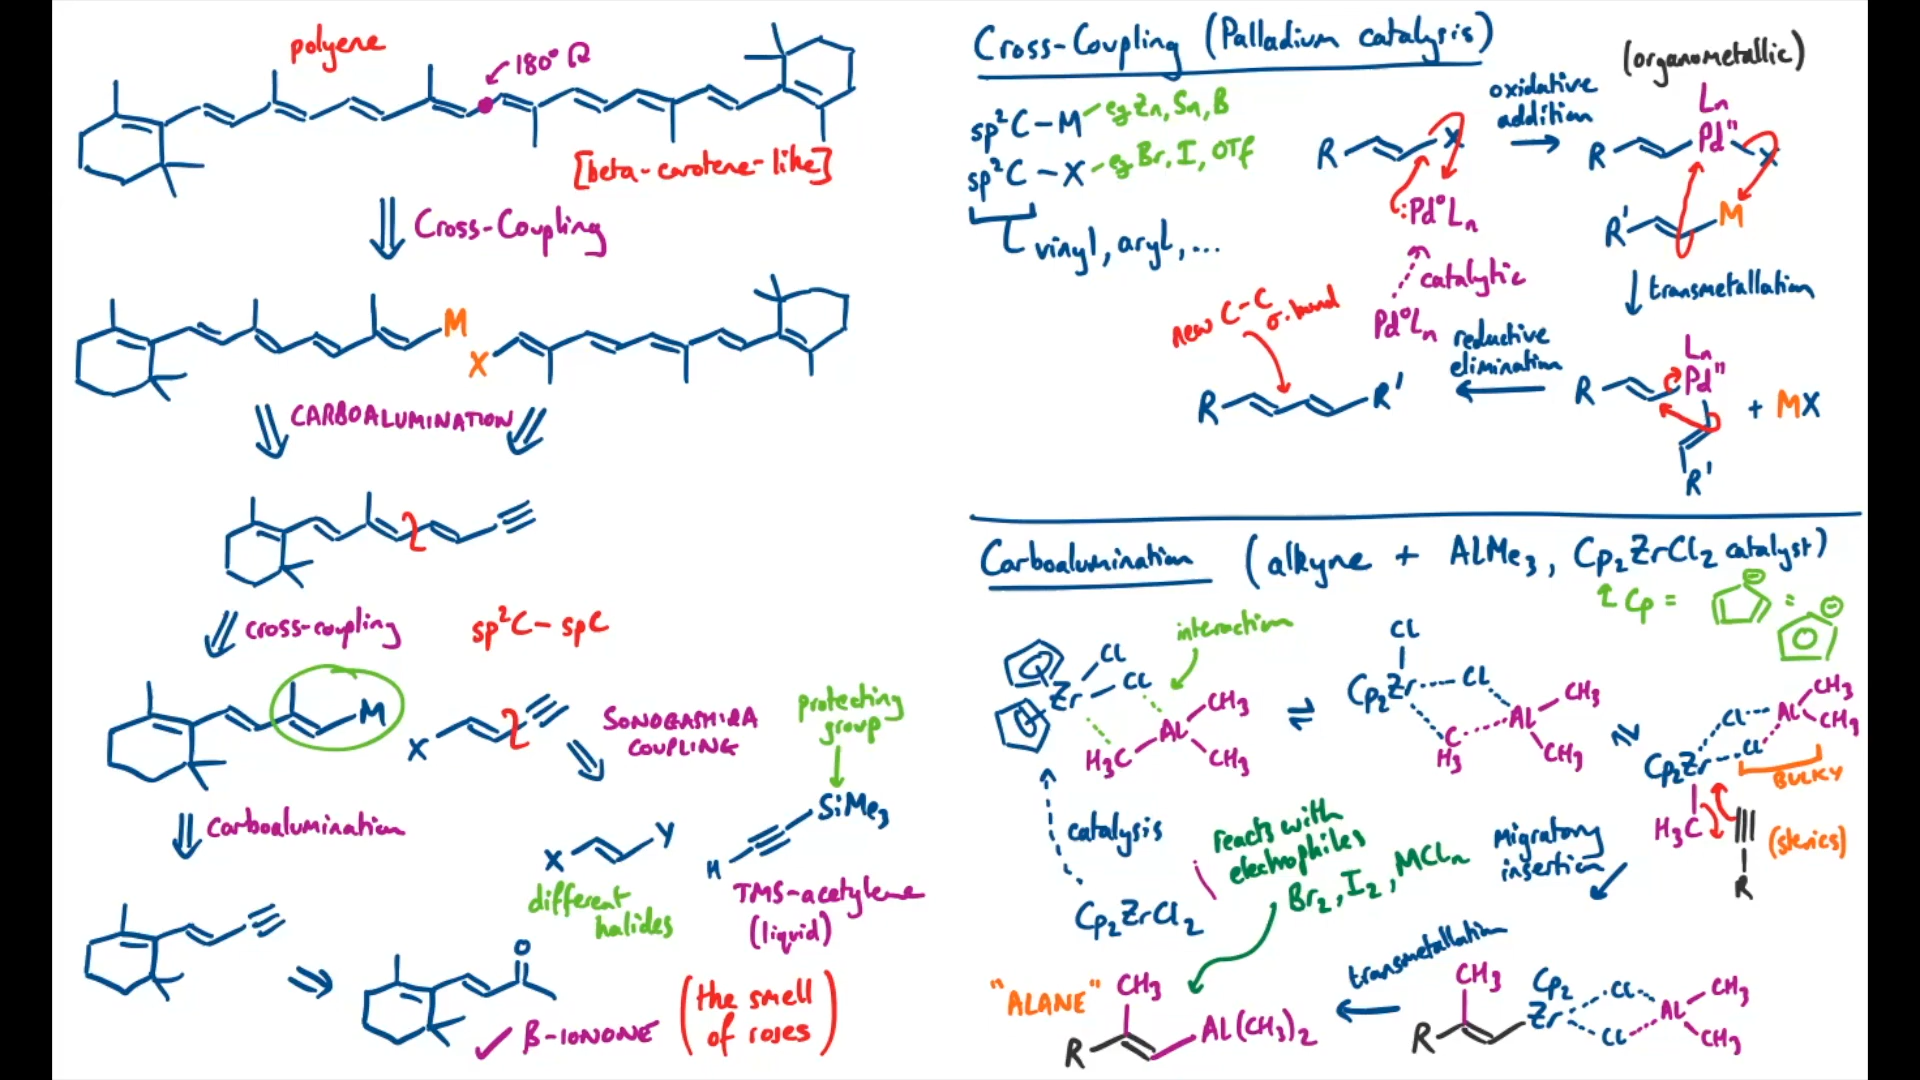 polyene
180° Ω
[beta-carotene-like]
Cross-Coupling
M
X
CARBOALUMINATION
cross-coupling
sp²C - spC
M
X
SONOGASHIRA
COUPLING
protecting
group
SiMe₃
H
TMS-acetylene
(liquid)
X
Y
different
halides
Carboalumination
O
✓ β-IONONE
(the smell
of roses)
Cross-Coupling (Palladium catalysis)
sp²C-M eg Zn, Sn, B
sp²C-X eg Br, I, OTf
vinyl, aryl, ...
R
X
:Pd⁰Ln
catalytic
Pd⁰Ln
oxidative
addition
(organometallic)
Ln
R
Pdᴵᴵ
X
R'
M
transmetallation
Ln
R
Pdᴵᴵ
R'
+ MX
reductive
elimination
new C-C
σ-bond
R
R'
Carboalumination (alkyne + AlMe₃, Cp₂ZrCl₂ catalyst)
Cp =
⊖
=
⊖
interaction
Cl
Cl
Zr
CH₃
Al
H₃C
CH₃
⇌
Cl
Cp₂Zr
Cl
CH₃
Al
C
H₃
CH₃
⇌
CH₃
Cl
Al
CH₃
Cp₂Zr
Cl
BULKY
H₃C
(sterics)
R
Migratory
insertion
CH₃
Cp₂
Zr
Cl
Cl
Al
CH₃
CH₃
R
transmetallation
"ALANE"
CH₃
R
Al(CH₃)₂
reacts with
electrophiles
Br₂, I₂, MCLn
catalysis
Cp₂ZrCl₂